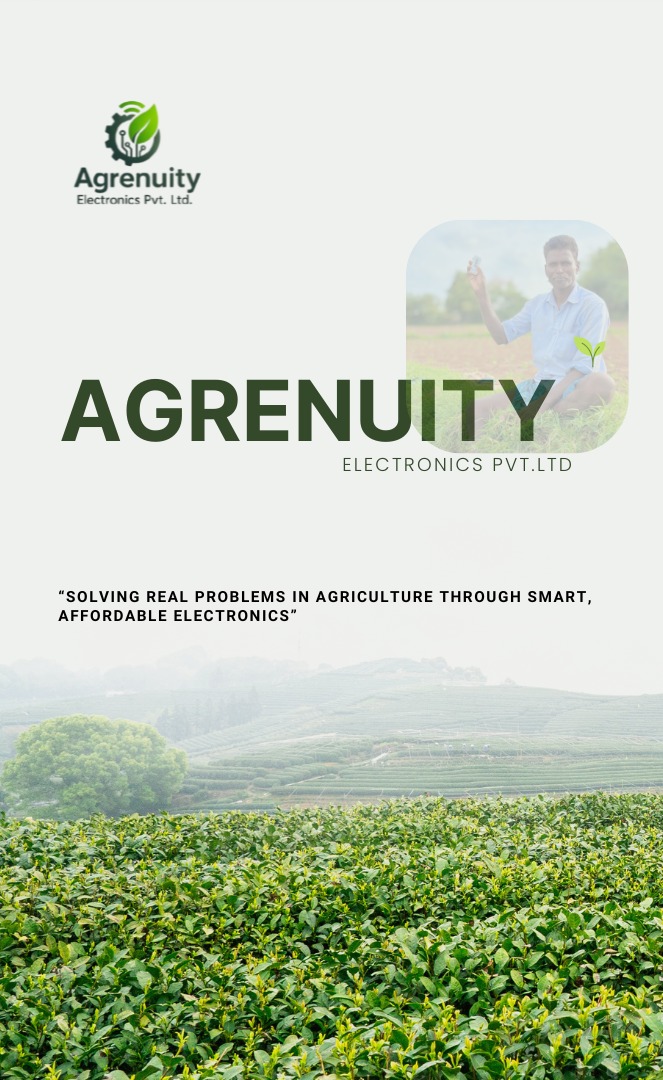 Agrenuity
Electronics Pvt. Ltd.
AGRENUITY
ELECTRONICS PVT.LTD
“SOLVING REAL PROBLEMS IN AGRICULTURE THROUGH SMART,
AFFORDABLE ELECTRONICS”